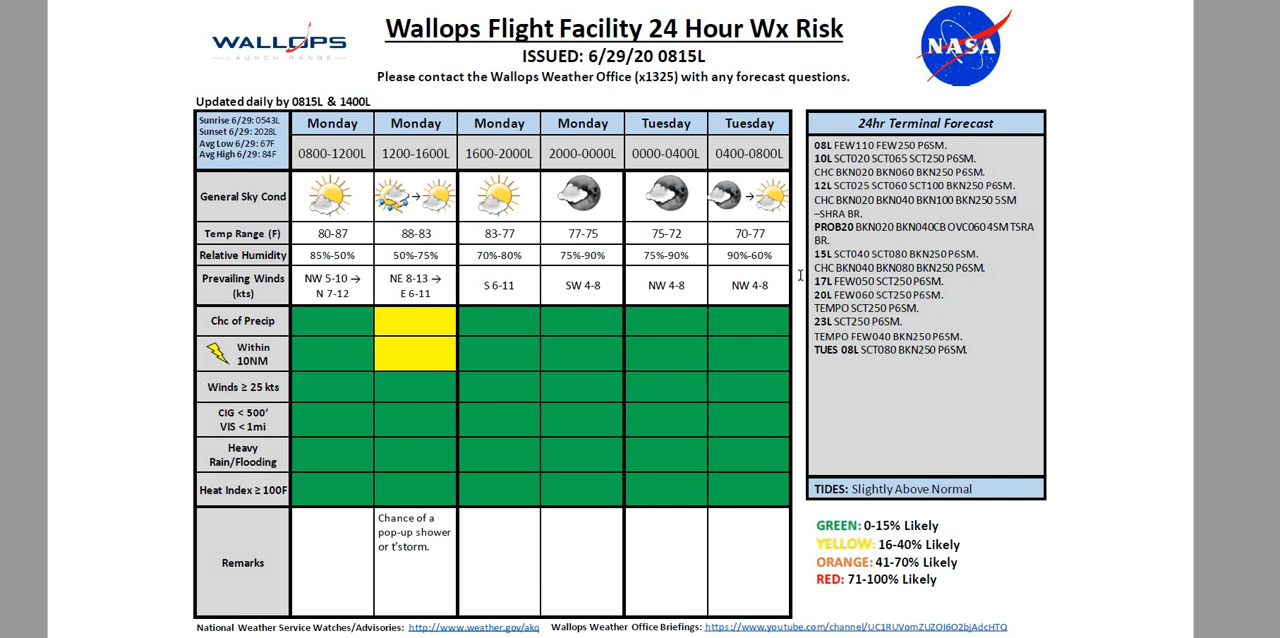 WALLOPS
LAUNCH RANGE
Wallops Flight Facility 24 Hour Wx Risk
ISSUED: 6/29/20 0815L
Please contact the Wallops Weather Office (x1325) with any forecast questions.
NASA
Updated daily by 0815L & 1400L
Sunrise 6/29: 0543L
Sunset 6/29: 2028L
Avg Low 6/29: 67F
Avg High 6/29: 84F
Monday Monday Monday Monday Tuesday Tuesday
0800-1200L 1200-1600L 1600-2000L 2000-0000L 0000-0400L 0400-0800L
General Sky Cond
Temp Range (F) 80-87 88-83 83-77 77-75 75-72 70-77
Relative Humidity 85%-50% 50%-75% 70%-80% 75%-90% 75%-90% 90%-60%
Prevailing Winds (kts) NW 5-10 → N 7-12 NE 8-13 → E 6-11 S 6-11 SW 4-8 NW 4-8 NW 4-8
Chc of Precip
Within
10NM
Winds ≥ 25 kts
CIG < 500’
VIS < 1mi
Heavy
Rain/Flooding
Heat Index ≥ 100F
Remarks
Chance of a
pop-up shower
or t’storm.
24hr Terminal Forecast
08L FEW110 FEW250 P6SM.
10L SCT020 SCT065 SCT250 P6SM.
CHC BKN020 BKN060 BKN250 P6SM.
12L SCT025 SCT060 SCT100 BKN250 P6SM.
CHC BKN020 BKN040 BKN100 BKN250 5SM
–SHRA BR.
PROB20 BKN020 BKN040CB OVC060 4SM TSRA
BR.
15L SCT040 SCT080 BKN250 P6SM.
CHC BKN040 BKN080 BKN250 P6SM.
17L FEW050 SCT250 P6SM.
20L FEW060 SCT250 P6SM.
TEMPO SCT250 P6SM.
23L SCT250 P6SM.
TEMPO FEW040 BKN250 P6SM.
TUES 08L SCT080 BKN250 P6SM.
TIDES: Slightly Above Normal
GREEN: 0-15% Likely
YELLOW: 16-40% Likely
ORANGE: 41-70% Likely
RED: 71-100% Likely
National Weather Service Watches/Advisories: http://www.weather.gov/akq Wallops Weather Office Briefings: https://www.youtube.com/channel/UC1RUVomZUZOI6O2bjAdcHTQ